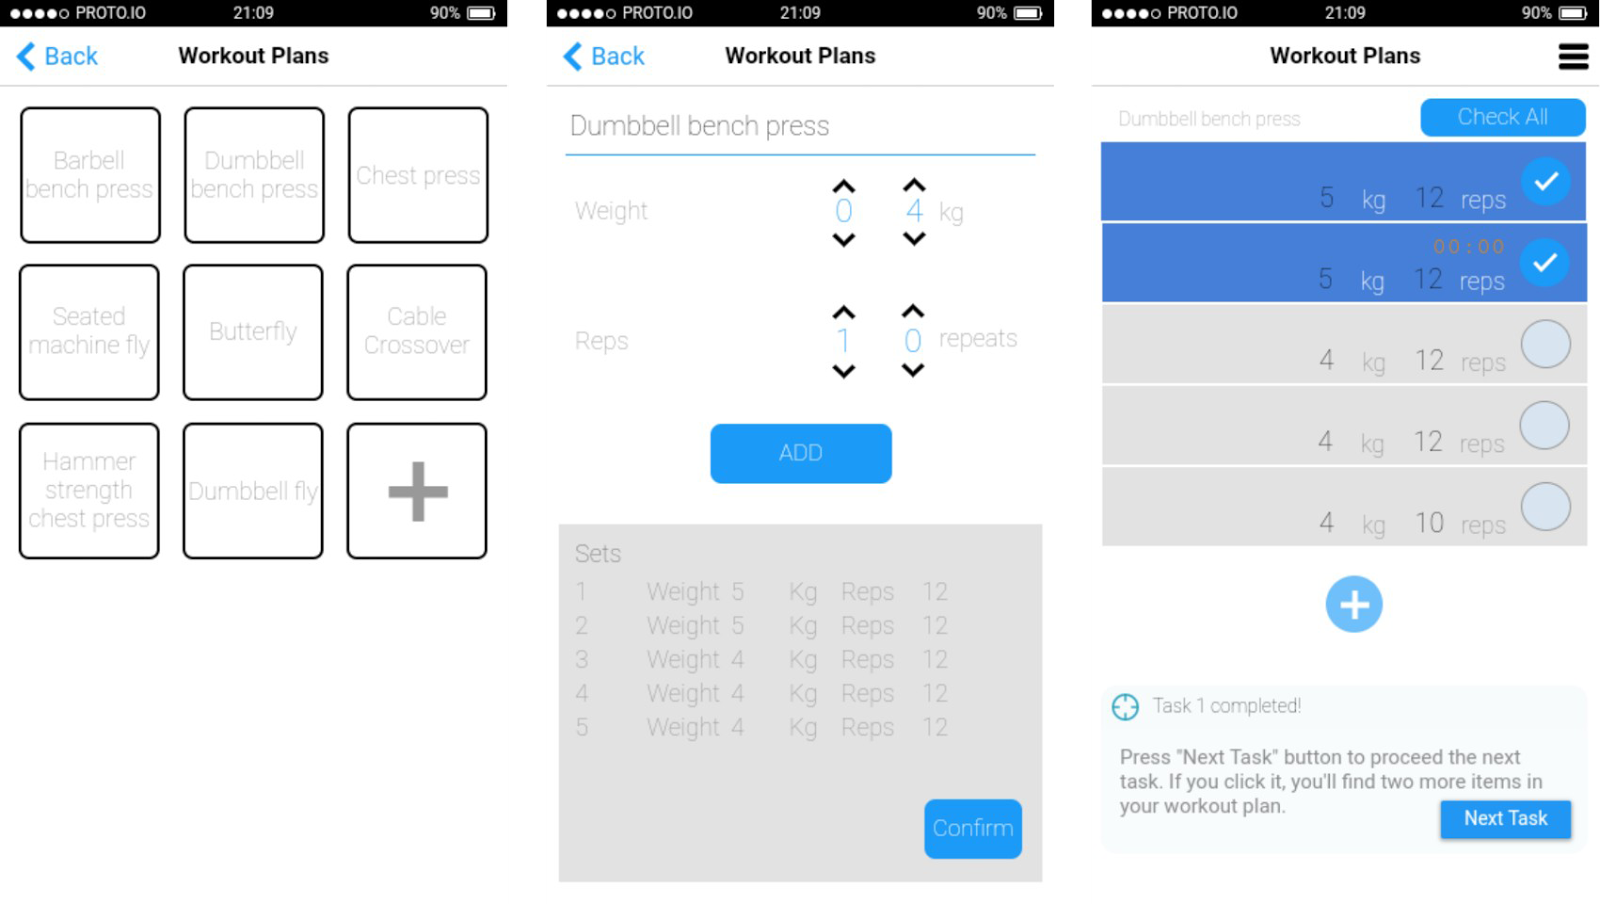 PROTO.IO 21:09 90%
Back Workout Plans
Barbell
bench press
Dumbbell
bench press
Chest press
Seated
machine fly
Butterfly
Cable
Crossover
Hammer
strength
chest press
Dumbbell fly
PROTO.IO 21:09 90%
Back Workout Plans
Dumbbell bench press
Weight 0 4 kg
Reps 1 0 repeats
ADD
Sets
1 Weight 5 Kg Reps 12
2 Weight 5 Kg Reps 12
3 Weight 4 Kg Reps 12
4 Weight 4 Kg Reps 12
5 Weight 4 Kg Reps 12
Confirm
PROTO.IO 21:09 90%
Workout Plans
Dumbbell bench press Check All
5 kg 12 reps
00:00
5 kg 12 reps
4 kg 12 reps
4 kg 12 reps
4 kg 10 reps
Task 1 completed!
Press "Next Task" button to proceed the next
task. If you click it, you'll find two more items in
your workout plan.
Next Task